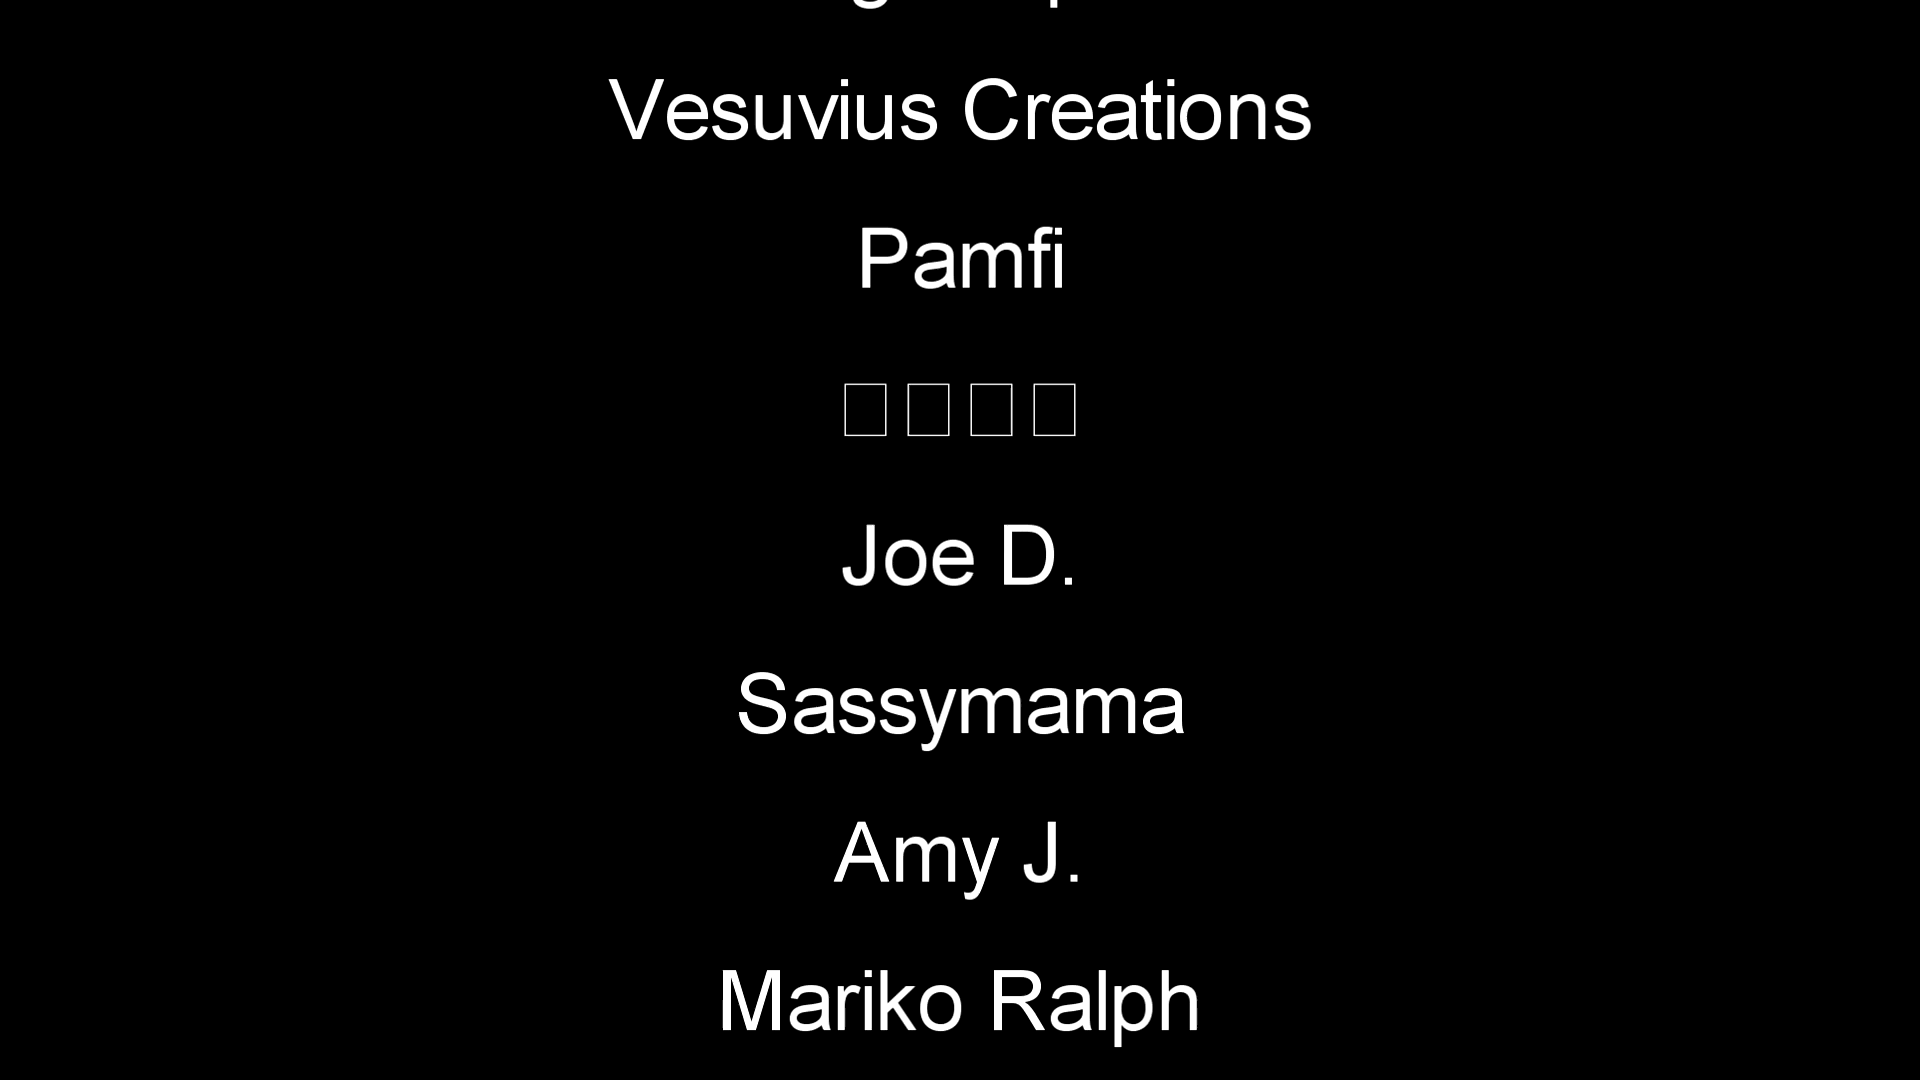 Vesuvius Creations
Pamfi
□□□□
Joe D.
Sassymama
Amy J.
Mariko Ralph